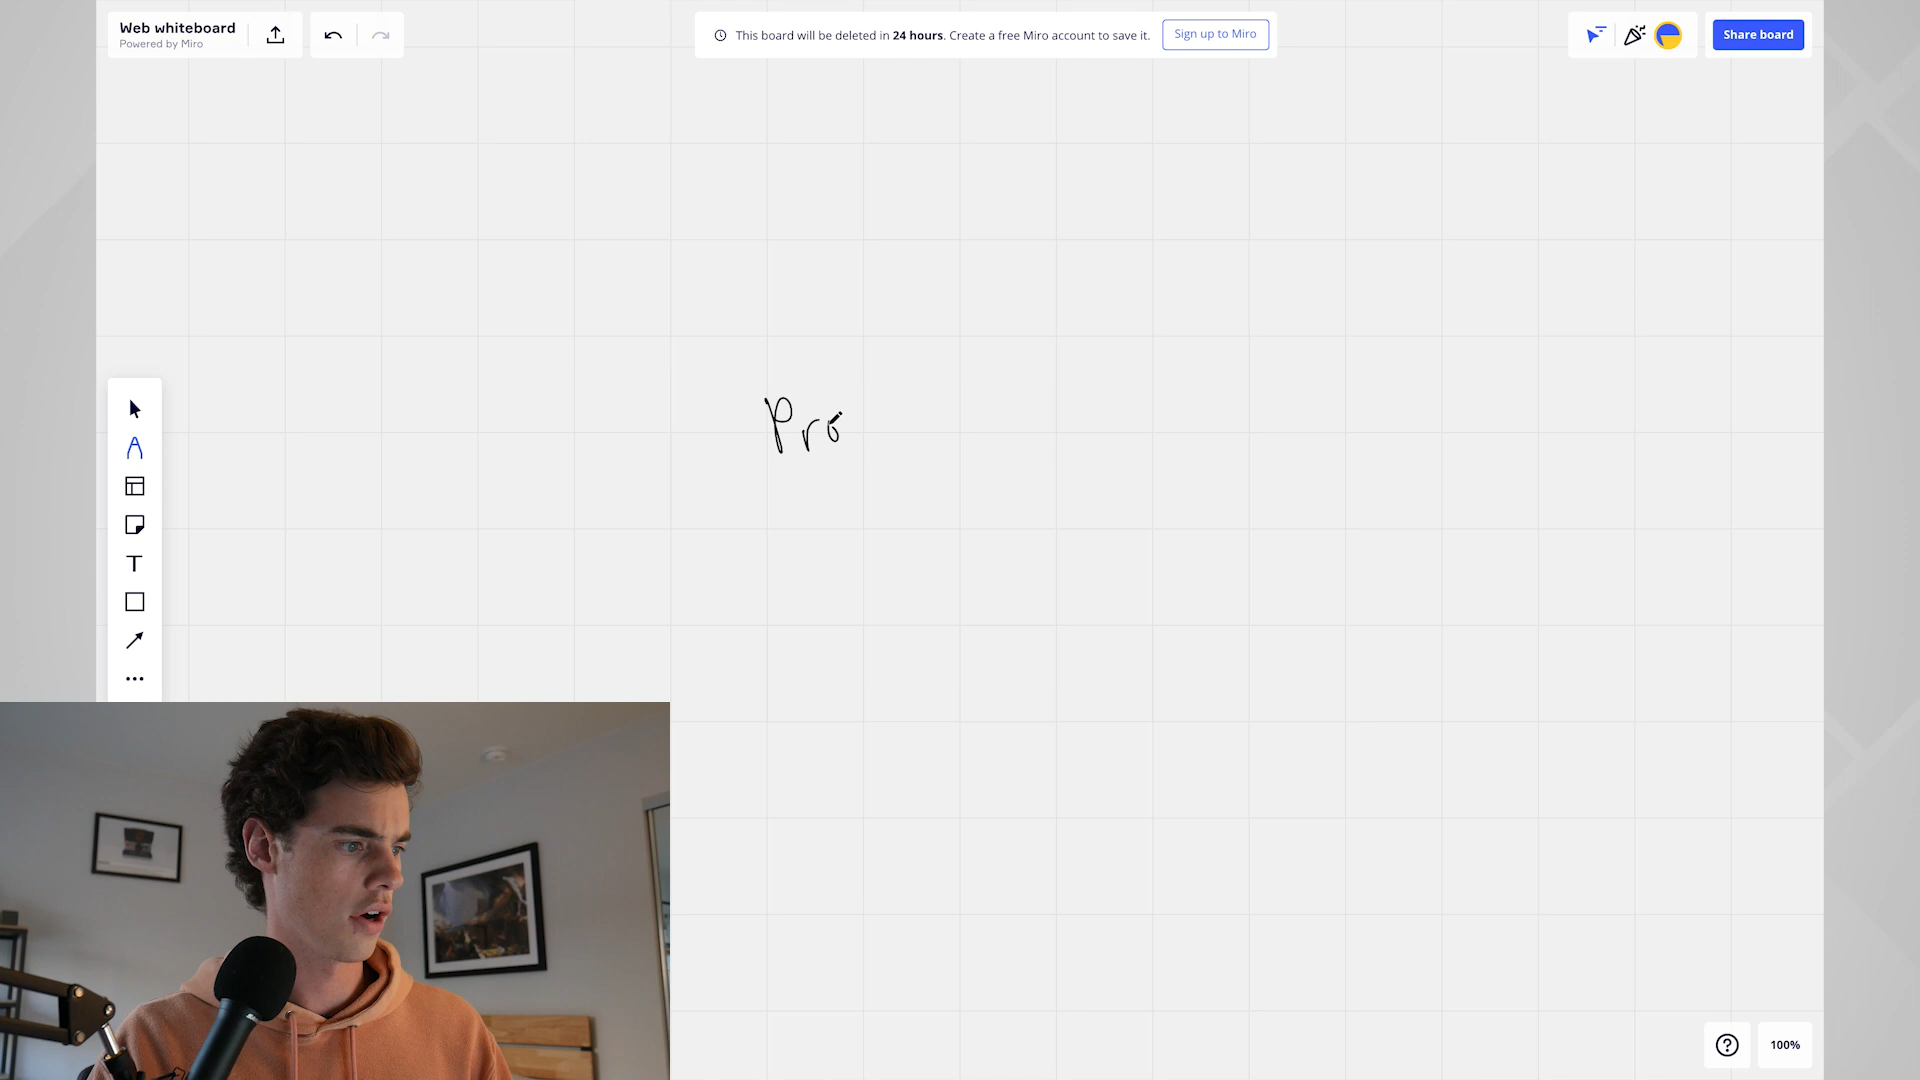 Web whiteboard
Powered by Miro
This board will be deleted in 24 hours. Create a free Miro account to save it.
Sign up to Miro
Share board
Pro
T
100%